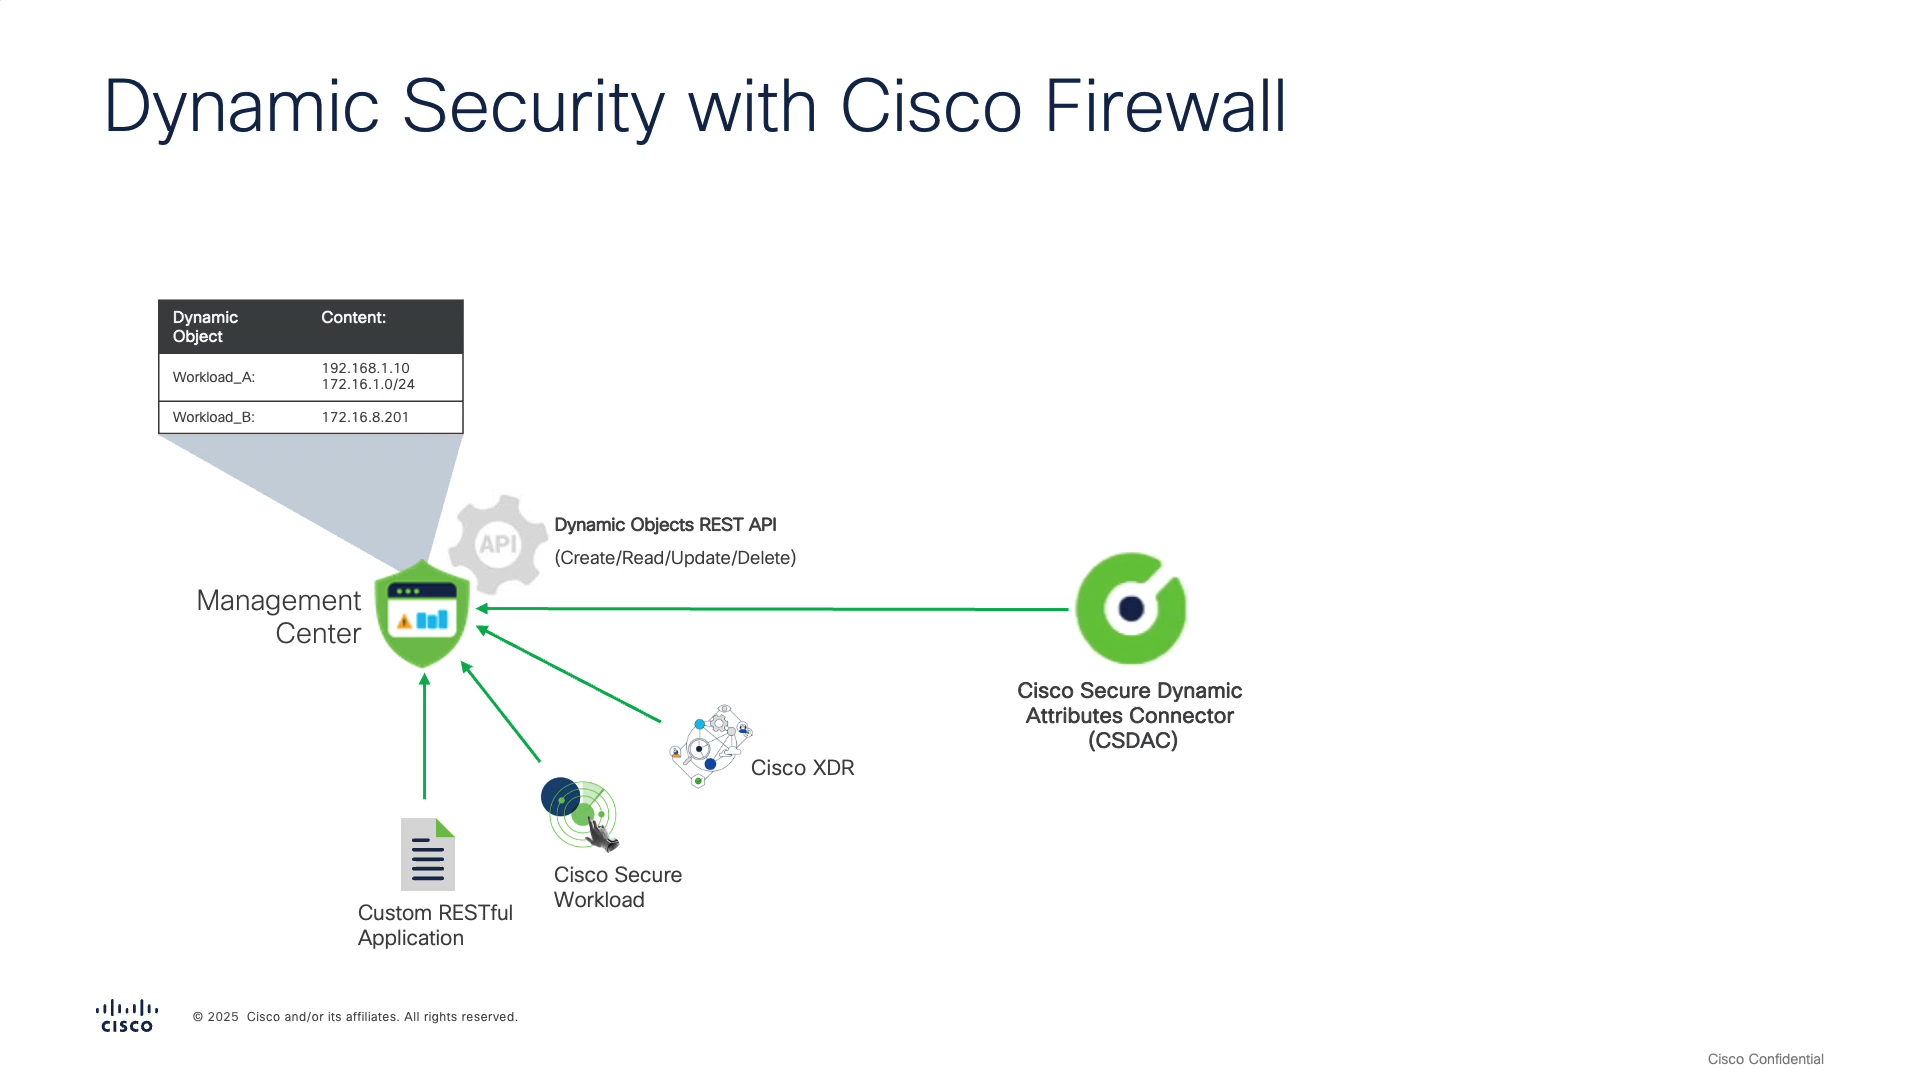 Dynamic Security with Cisco Firewall
Dynamic
Object
Content:
Workload_A:
192.168.1.10
172.16.1.0/24
Workload_B:
172.16.8.201
API
Dynamic Objects REST API
(Create/Read/Update/Delete)
Management
Center
Cisco Secure Dynamic
Attributes Connector
(CSDAC)
Cisco XDR
Cisco Secure
Workload
Custom RESTful
Application
CISCO
© 2025 Cisco and/or its affiliates. All rights reserved.
Cisco Confidential